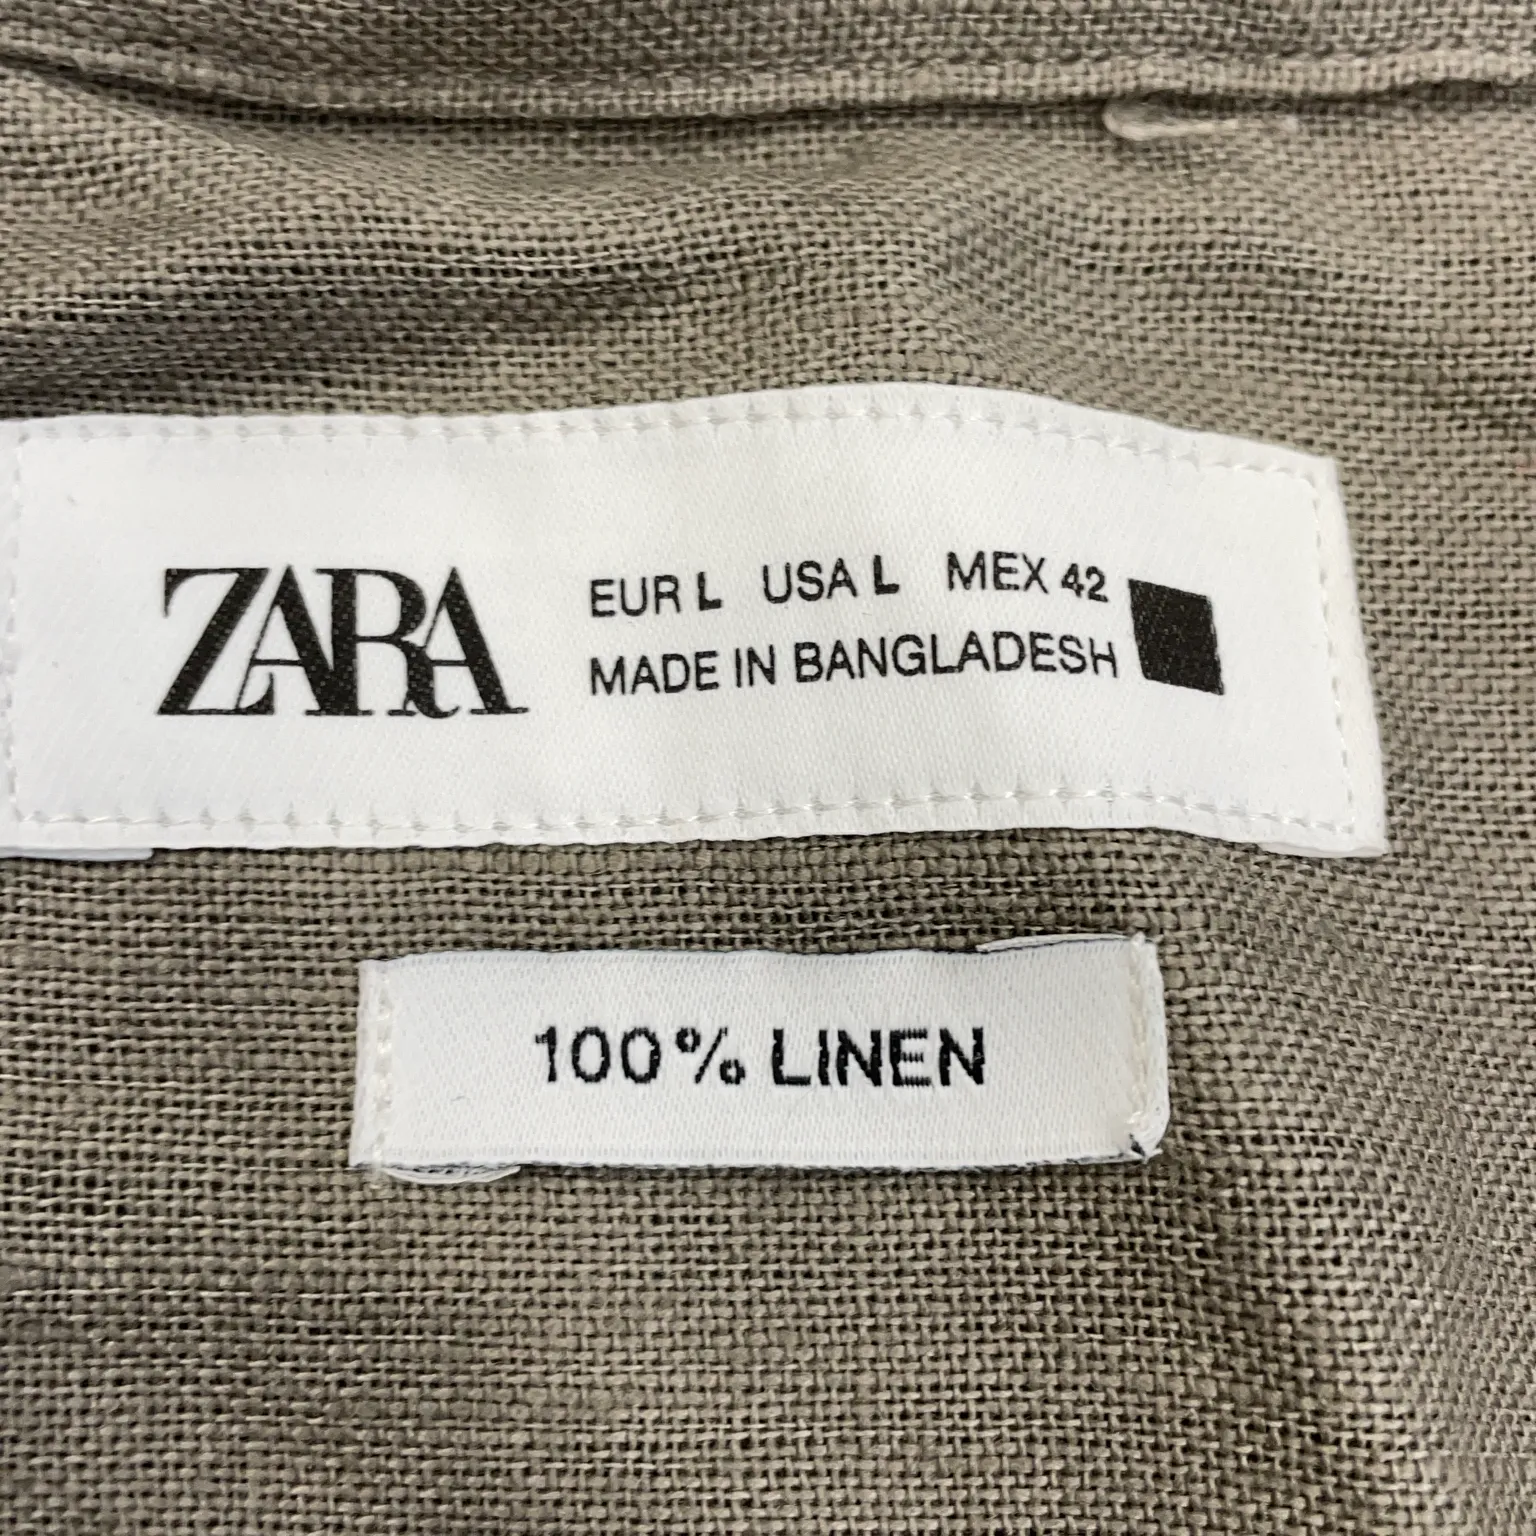 ZARA
EUR L USA L MEX 42
MADE IN BANGLADESH
100% LINEN